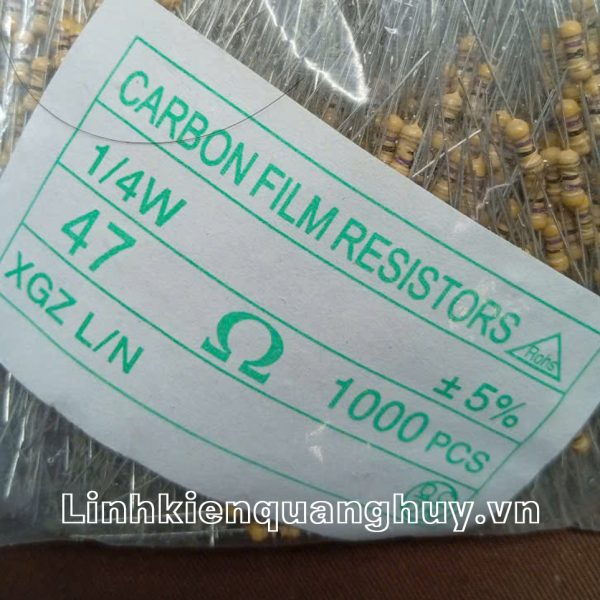 CARBON FILM RESISTORS
Rohs
1/4W
± 5%
47 Ω
1000 PCS
XGZ L/N
Linhkienquanghuy.vn